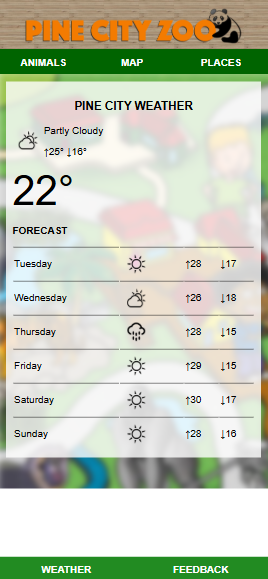 PINE CITY ZOO
ANIMALS MAP PLACES
PINE CITY WEATHER
Partly Cloudy
↑25° ↓16°
22°
FORECAST
Tuesday ↑28 ↓17
Wednesday ↑26 ↓18
Thursday ↑28 ↓15
Friday ↑29 ↓15
Saturday ↑30 ↓17
Sunday ↑28 ↓16
WEATHER FEEDBACK